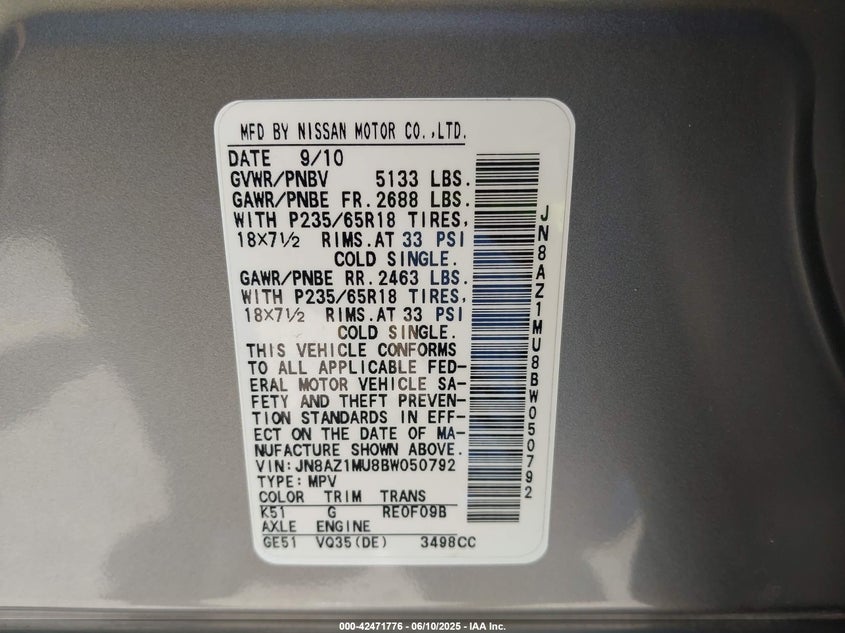 MFD BY NISSAN MOTOR CO.,LTD.
DATE 9/10
GVWR/PNBV 5133 LBS.
GAWR/PNBE FR.2688 LBS.
WITH P235/65R18 TIRES,
18X7½ RIMS.AT 33 PSI
COLD SINGLE.
GAWR/PNBE RR.2463 LBS.
WITH P235/65R18 TIRES,
18X7½ RIMS.AT 33 PSI
COLD SINGLE.
THIS VEHICLE CONFORMS
TO ALL APPLICABLE FED-
ERAL MOTOR VEHICLE SA-
FETY AND THEFT PREVEN-
TION STANDARDS IN EFF-
ECT ON THE DATE OF MA-
NUFACTURE SHOWN ABOVE.
VIN:JN8AZ1MU8BW050792
TYPE:MPV
COLOR TRIM TRANS
K51 G RE0F09B
AXLE ENGINE
GE51 VQ35(DE) 3498CC
JN8AZ1MU8BW050792
000-42471776 - 06/10/2025 - IAA Inc.